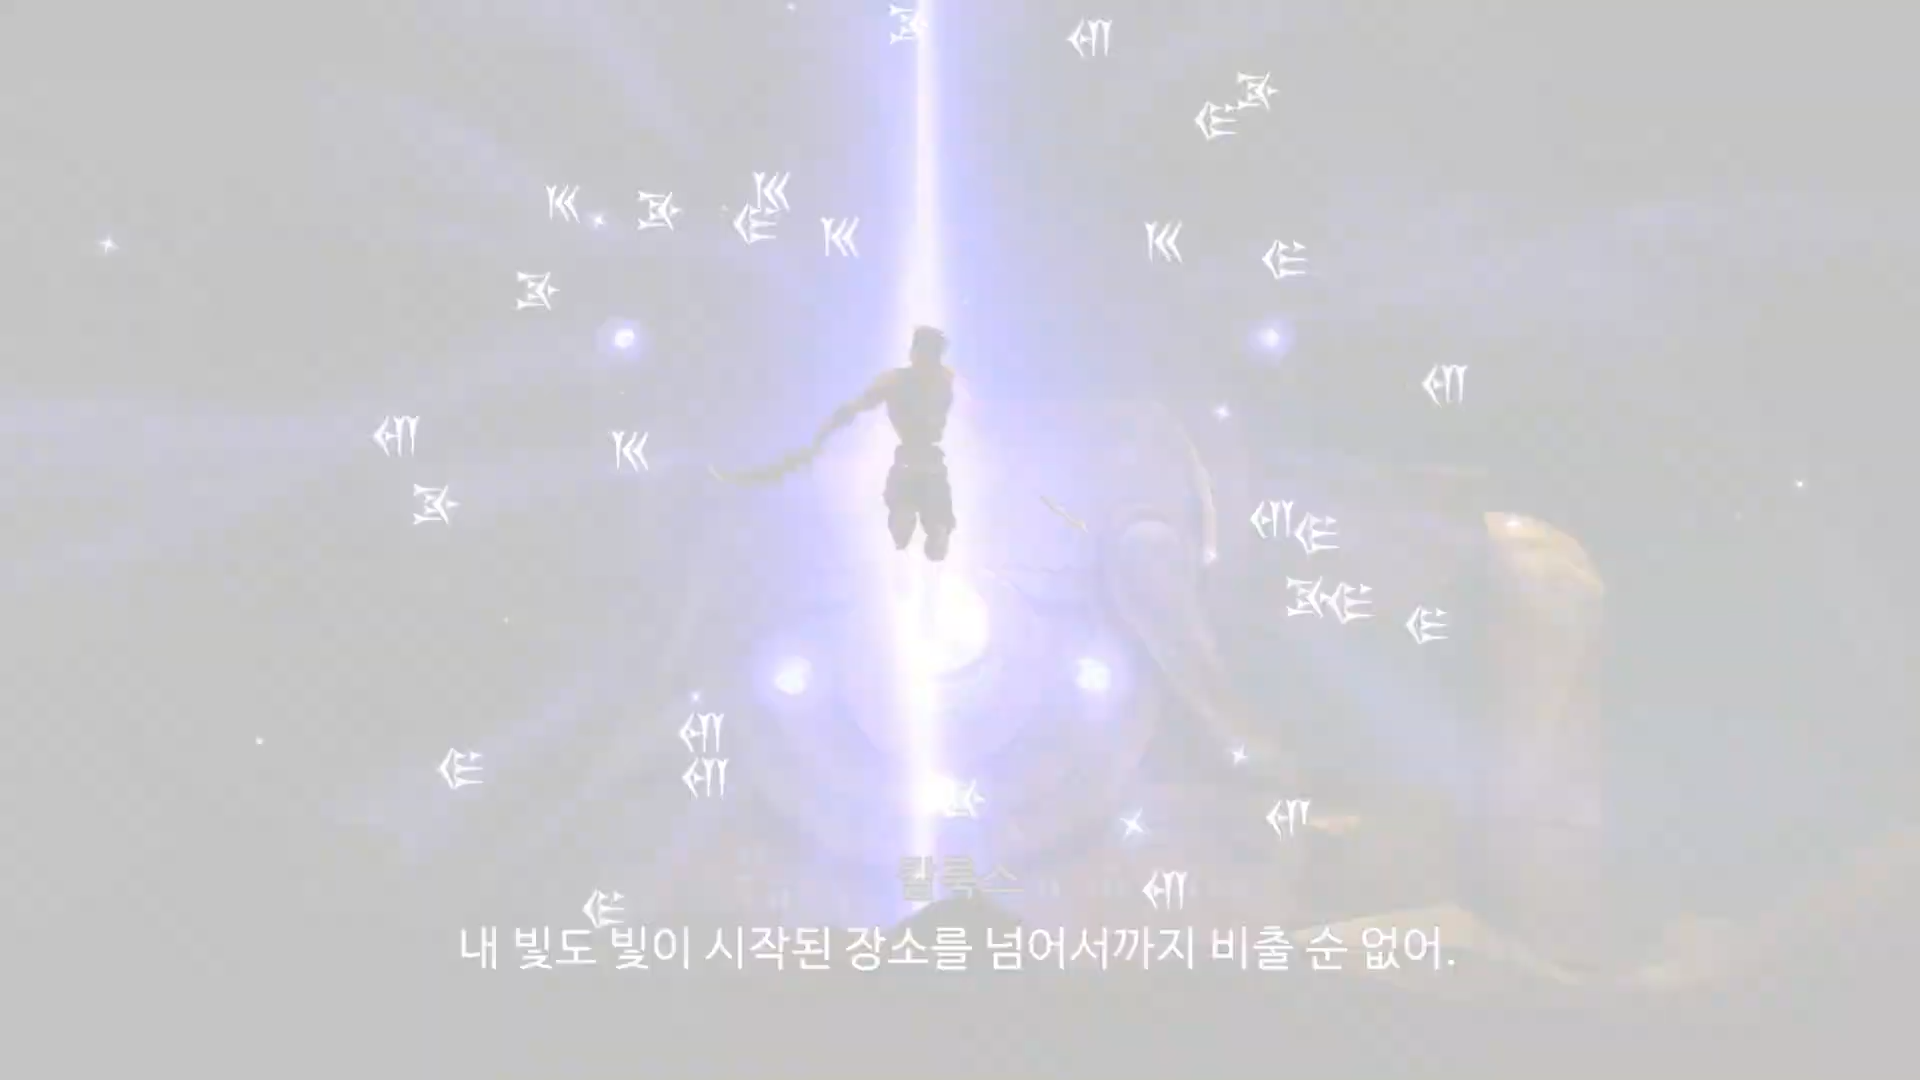 칼룩스
내 빛도 빛이 시작된 장소를 넘어서까지 비출 순 없어.